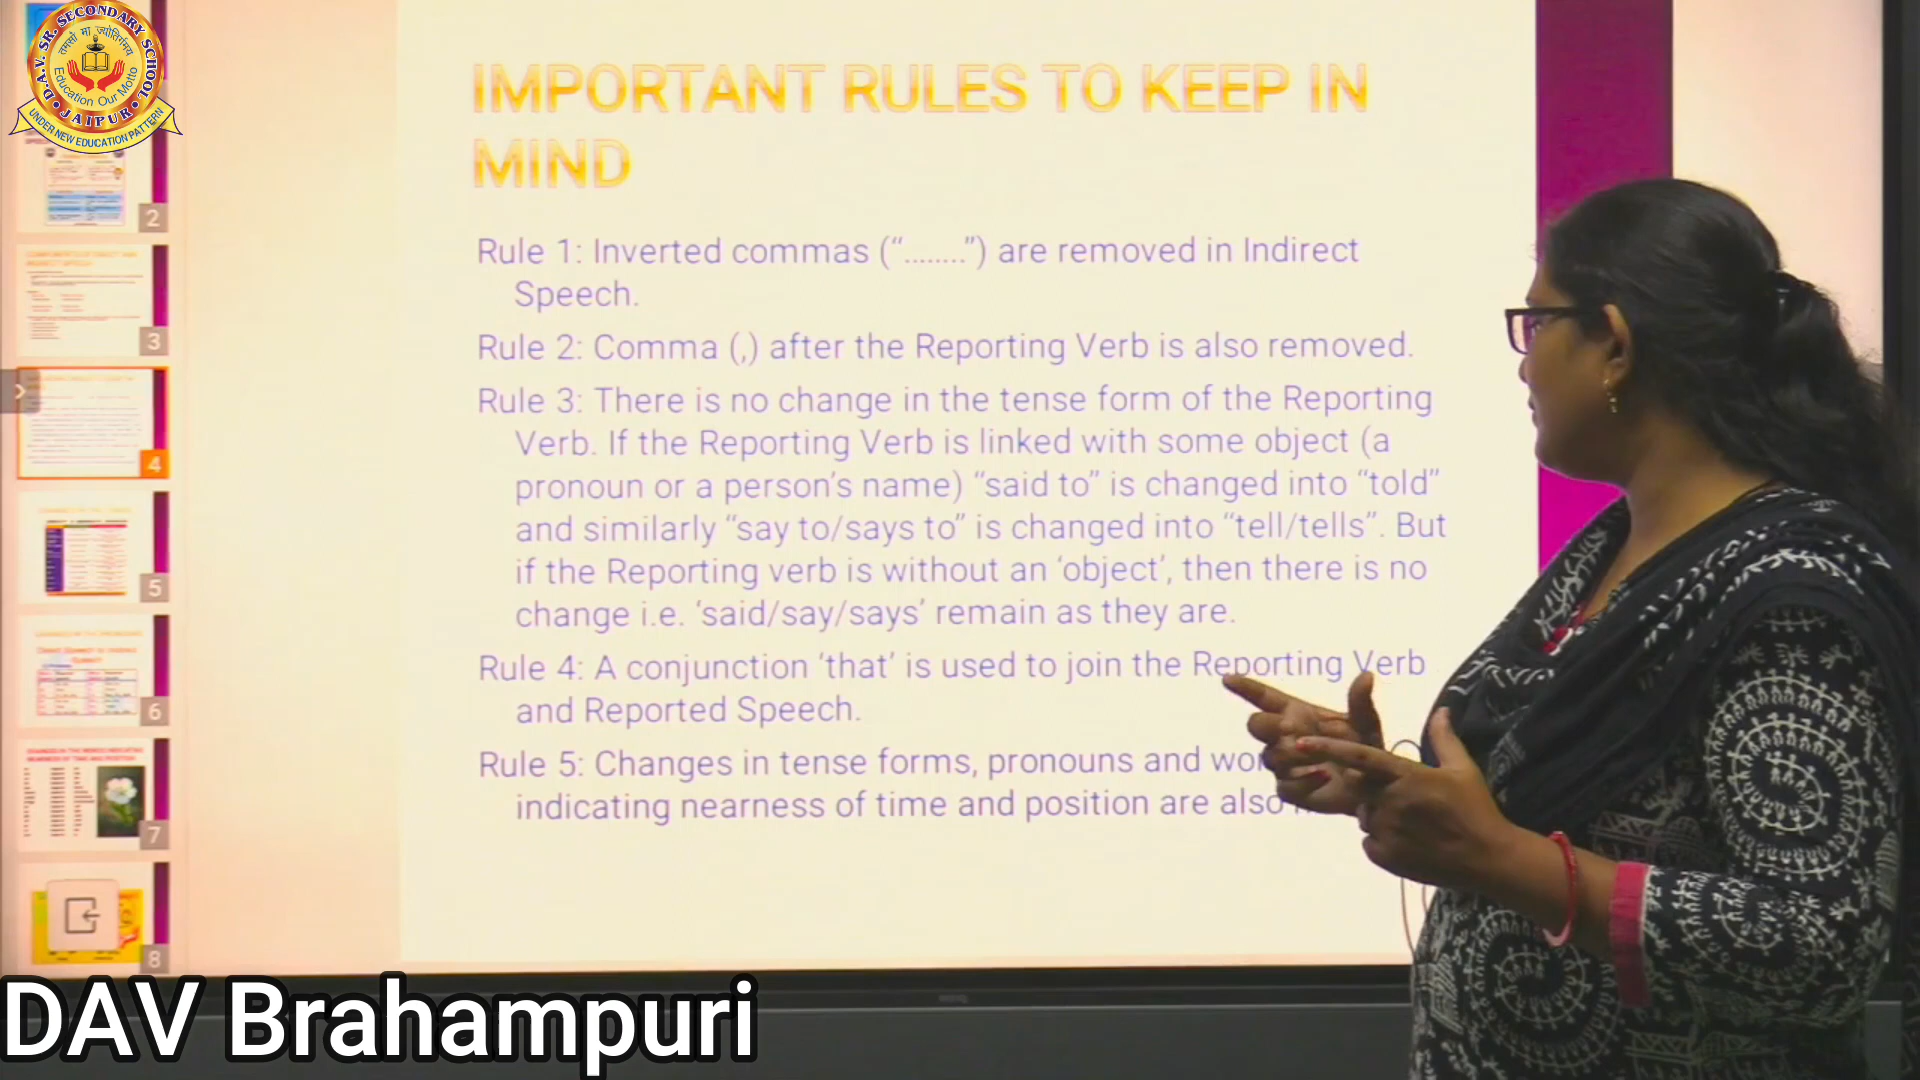 D.A.V. SR. SECONDARY SCHOOL
तमसो मा ज्योतिर्गमय
Education Our Motto
JAIPUR
UNDER NEW EDUCATION PATTERN
IMPORTANT RULES TO KEEP IN
MIND
Rule 1: Inverted commas (“........”) are removed in Indirect
Speech.
Rule 2: Comma (,) after the Reporting Verb is also removed.
Rule 3: There is no change in the tense form of the Reporting
Verb. If the Reporting Verb is linked with some object (a
pronoun or a person’s name) “said to” is changed into “told”
and similarly “say to/says to” is changed into “tell/tells”. But
if the Reporting verb is without an ‘object’, then there is no
change i.e. ‘said/say/says’ remain as they are.
Rule 4: A conjunction ‘that’ is used to join the Reporting Verb
and Reported Speech.
Rule 5: Changes in tense forms, pronouns and
indicating nearness of time and position are also
2
3
4
5
6
7
8
DAV Brahampuri